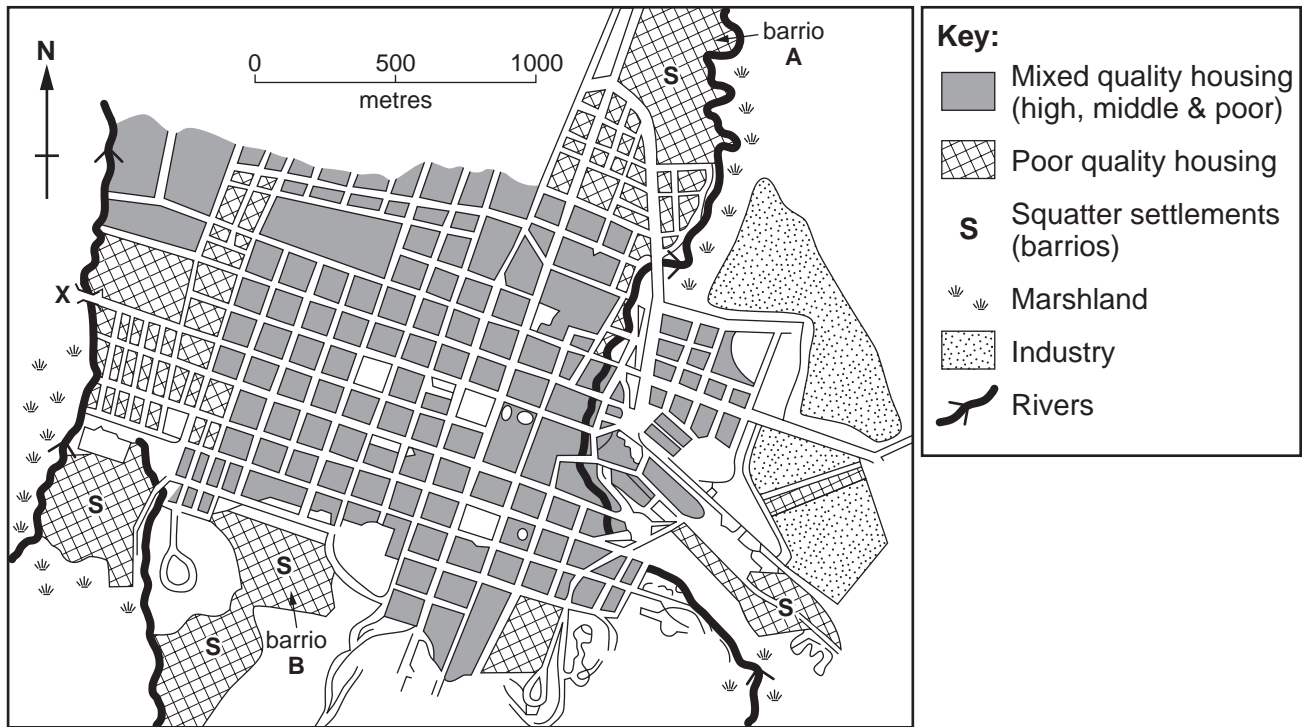 N
0 500 1000
metres
barrio
A
S
X
S
S
barrio
B
S
S
Key:
Mixed quality housing
(high, middle & poor)
Poor quality housing
S Squatter settlements
(barrios)
Marshland
Industry
Rivers